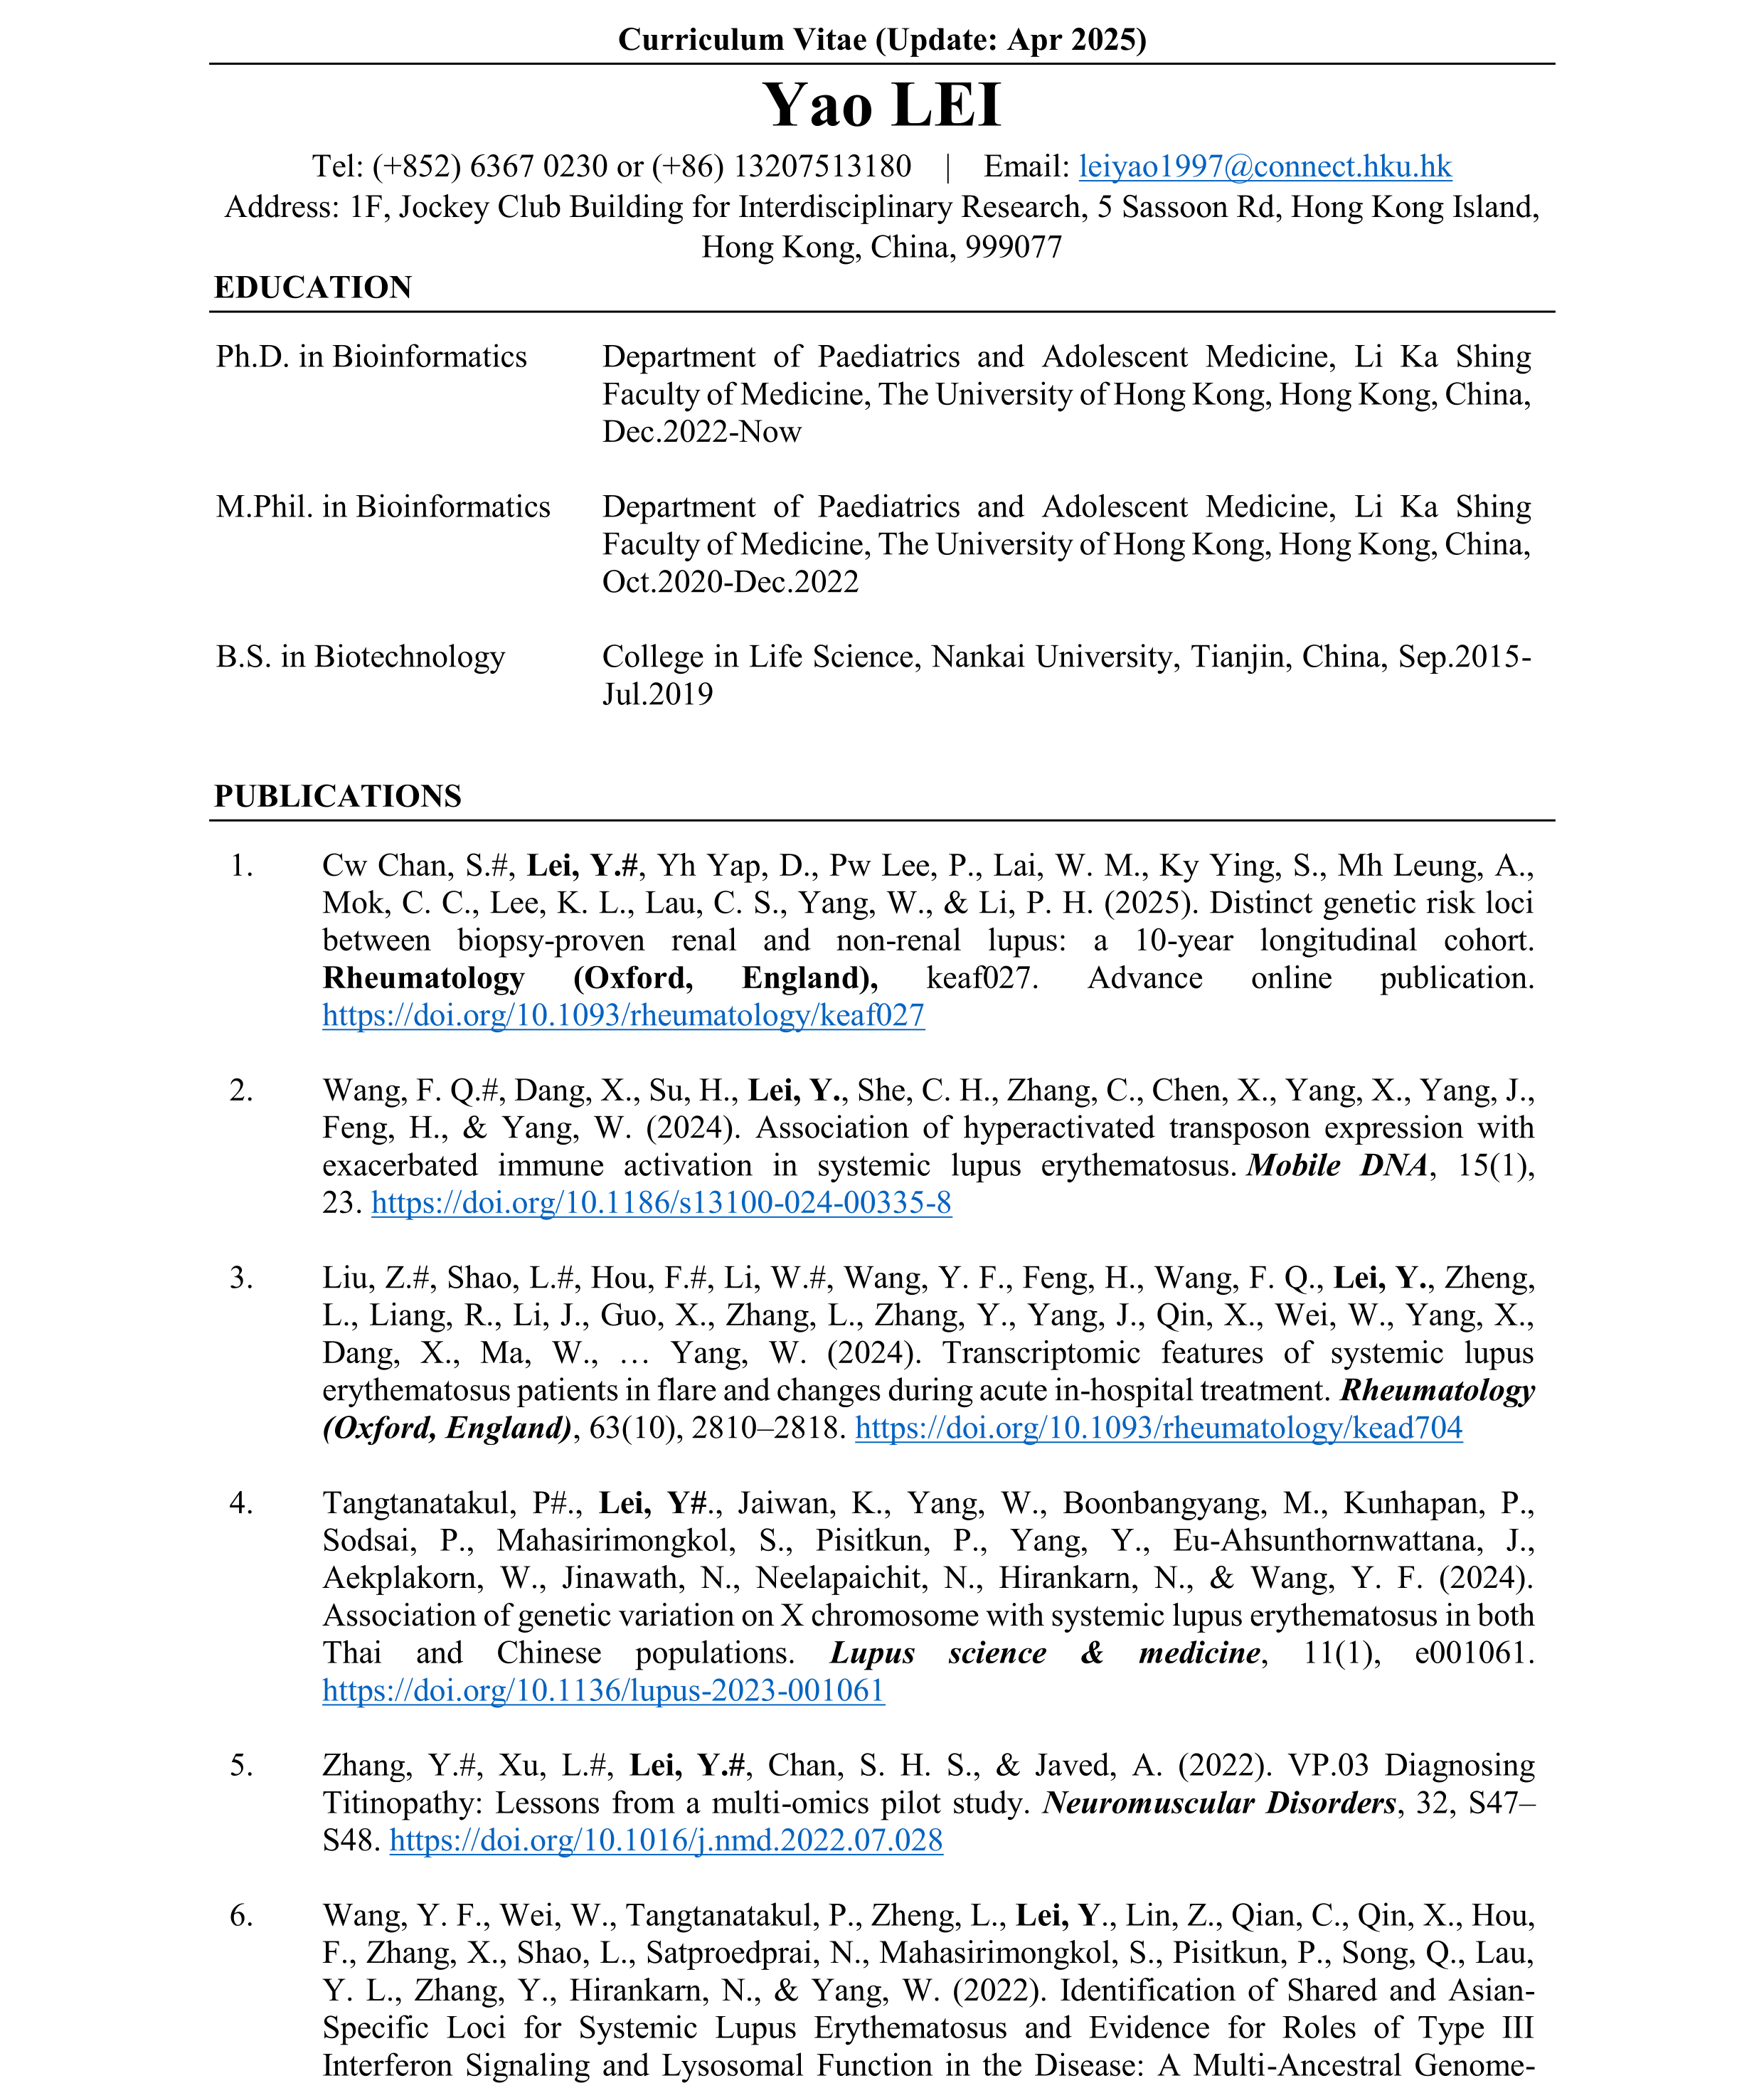 Curriculum Vitae (Update: Apr 2025)
Yao LEI
Tel: (+852) 6367 0230 or (+86) 13207513180 | Email: leiyao1997@connect.hku.hk
Address: 1F, Jockey Club Building for Interdisciplinary Research, 5 Sassoon Rd, Hong Kong Island,
Hong Kong, China, 999077
EDUCATION
Ph.D. in Bioinformatics Department of Paediatrics and Adolescent Medicine, Li Ka Shing
Faculty of Medicine, The University of Hong Kong, Hong Kong, China,
Dec.2022-Now
M.Phil. in Bioinformatics Department of Paediatrics and Adolescent Medicine, Li Ka Shing
Faculty of Medicine, The University of Hong Kong, Hong Kong, China,
Oct.2020-Dec.2022
B.S. in Biotechnology College in Life Science, Nankai University, Tianjin, China, Sep.2015-
Jul.2019
PUBLICATIONS
1. Cw Chan, S.#, Lei, Y.#, Yh Yap, D., Pw Lee, P., Lai, W. M., Ky Ying, S., Mh Leung, A.,
Mok, C. C., Lee, K. L., Lau, C. S., Yang, W., & Li, P. H. (2025). Distinct genetic risk loci
between biopsy-proven renal and non-renal lupus: a 10-year longitudinal cohort.
Rheumatology (Oxford, England), keaf027. Advance online publication.
https://doi.org/10.1093/rheumatology/keaf027
2. Wang, F. Q.#, Dang, X., Su, H., Lei, Y., She, C. H., Zhang, C., Chen, X., Yang, X., Yang, J.,
Feng, H., & Yang, W. (2024). Association of hyperactivated transposon expression with
exacerbated immune activation in systemic lupus erythematosus. Mobile DNA, 15(1),
23. https://doi.org/10.1186/s13100-024-00335-8
3. Liu, Z.#, Shao, L.#, Hou, F.#, Li, W.#, Wang, Y. F., Feng, H., Wang, F. Q., Lei, Y., Zheng,
L., Liang, R., Li, J., Guo, X., Zhang, L., Zhang, Y., Yang, J., Qin, X., Wei, W., Yang, X.,
Dang, X., Ma, W., … Yang, W. (2024). Transcriptomic features of systemic lupus
erythematosus patients in flare and changes during acute in-hospital treatment. Rheumatology
(Oxford, England), 63(10), 2810–2818. https://doi.org/10.1093/rheumatology/kead704
4. Tangtanatakul, P#., Lei, Y#., Jaiwan, K., Yang, W., Boonbangyang, M., Kunhapan, P.,
Sodsai, P., Mahasirimongkol, S., Pisitkun, P., Yang, Y., Eu-Ahsunthornwattana, J.,
Aekplakorn, W., Jinawath, N., Neelapaichit, N., Hirankarn, N., & Wang, Y. F. (2024).
Association of genetic variation on X chromosome with systemic lupus erythematosus in both
Thai and Chinese populations. Lupus science & medicine, 11(1), e001061.
https://doi.org/10.1136/lupus-2023-001061
5. Zhang, Y.#, Xu, L.#, Lei, Y.#, Chan, S. H. S., & Javed, A. (2022). VP.03 Diagnosing
Titinopathy: Lessons from a multi-omics pilot study. Neuromuscular Disorders, 32, S47–
S48. https://doi.org/10.1016/j.nmd.2022.07.028
6. Wang, Y. F., Wei, W., Tangtanatakul, P., Zheng, L., Lei, Y., Lin, Z., Qian, C., Qin, X., Hou,
F., Zhang, X., Shao, L., Satproedprai, N., Mahasirimongkol, S., Pisitkun, P., Song, Q., Lau,
Y. L., Zhang, Y., Hirankarn, N., & Yang, W. (2022). Identification of Shared and Asian-
Specific Loci for Systemic Lupus Erythematosus and Evidence for Roles of Type III
Interferon Signaling and Lysosomal Function in the Disease: A Multi-Ancestral Genome-